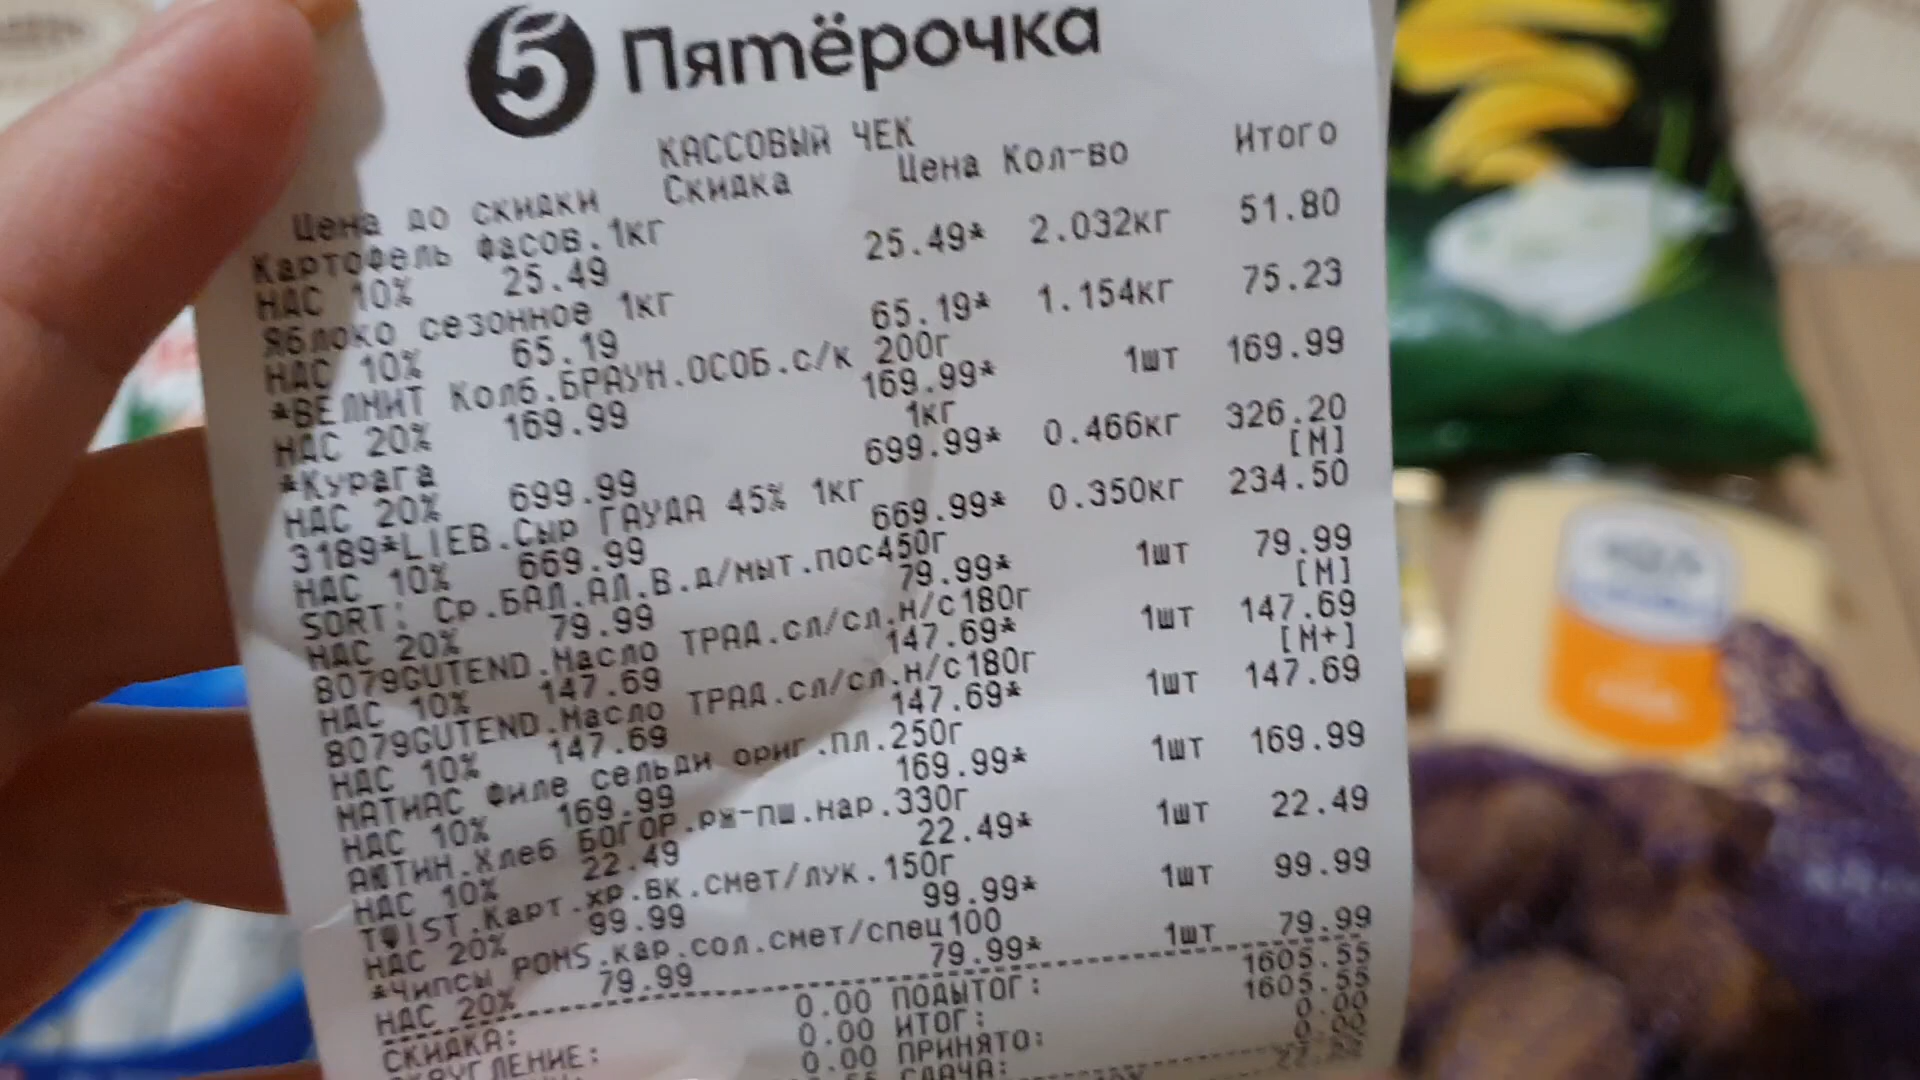 5 Пятёрочка
КАССОВЫЙ ЧЕК
Цена до скидки Скидка Цена Кол-во Итого
Картофель фасов.1кг
НДС 10% 25.49 25.49* 2.032кг 51.80
Яблоко сезонное 1кг
НДС 10% 65.19 65.19* 1.154кг 75.23
*ВЕЛМИТ Колб.БРАУН.ОСОБ.с/к 200г
НДС 20% 169.99 169.99* 1шт 169.99
*Курага 1кг
НДС 20% 699.99 699.99* 0.466кг 326.20
[М]
3189*LIEB.Сыр ГАУДА 45% 1кг
НДС 10% 669.99 669.99* 0.350кг 234.50
SORT: Ср.БАЛ.АЛ.В.д/мыт.пос450г
НДС 20% 79.99 79.99* 1шт 79.99
[М]
8079GUTEND.Масло ТРАД.сл/сл.н/с180г
НДС 10% 147.69 147.69* 1шт 147.69
[М+]
8079GUTEND.Масло ТРАД.сл/сл.н/с180г
НДС 10% 147.69 147.69* 1шт 147.69
МАТИАС Филе сельди ориг.пл.250г
НДС 10% 169.99 169.99* 1шт 169.99
АЮТИН.Хлеб БОГОР.рж-пш.нар.330г
НДС 10% 22.49 22.49* 1шт 22.49
TWIST.Карт.хр.вк.смет/лук.150г
НДС 20% 99.99 99.99* 1шт 99.99
*Чипсы POMS.кар.сол.смет/спец100
НДС 20% 79.99 79.99* 1шт 79.99
СКИДКА: 0.00 ПОДЫТОГ: 1605.55
ОКРУГЛЕНИЕ: 0.00 ИТОГ: 1605.55
0.00 ПРИНЯТО: 0.00
СДАЧА: 0.00